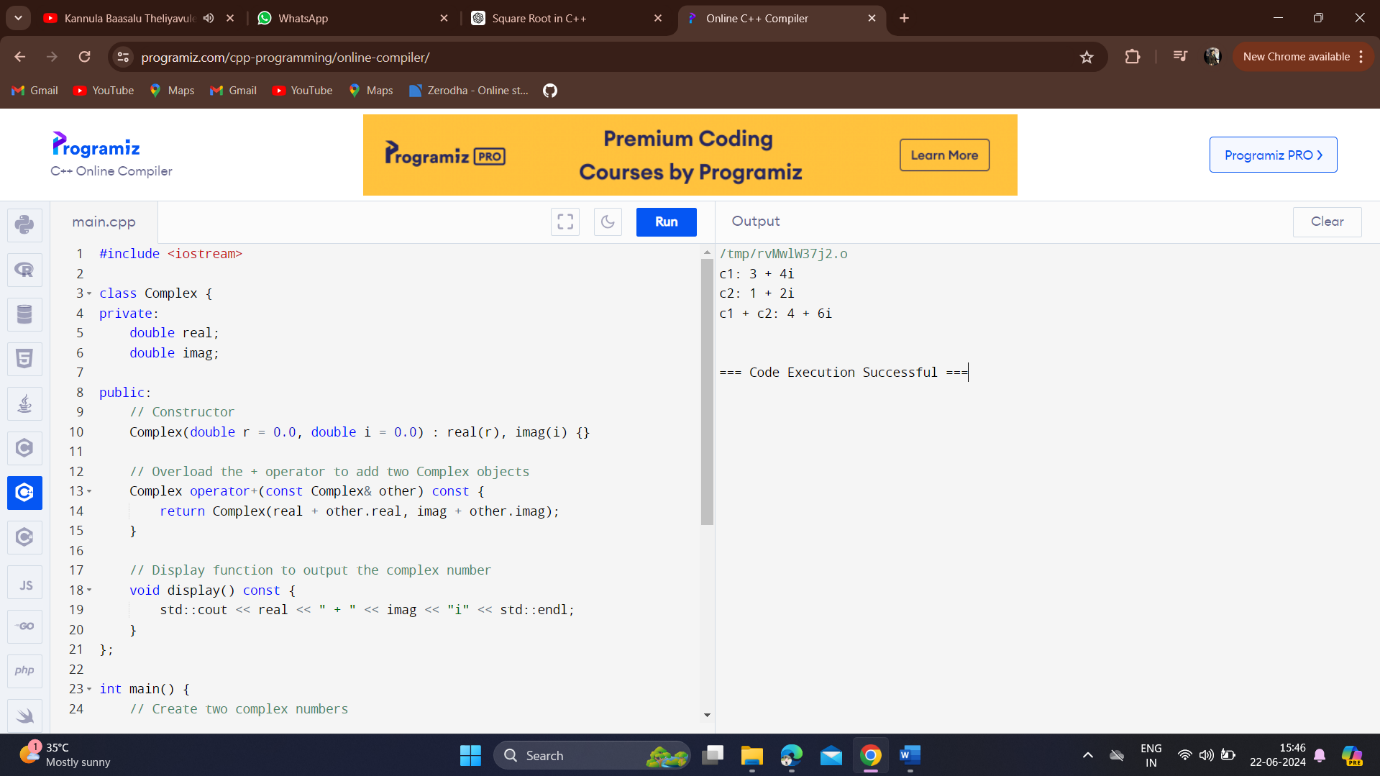 Kannula Baasalu Theliyavule
WhatsApp
Square Root in C++
Online C++ Compiler
programiz.com/cpp-programming/online-compiler/
New Chrome available
Gmail
YouTube
Maps
Gmail
YouTube
Maps
Zerodha - Online st...
Programiz
C++ Online Compiler
Programiz PRO
Premium Coding
Courses by Programiz
Learn More
Programiz PRO >
main.cpp
Run
Output
Clear
1 #include <iostream>
2
3 class Complex {
4 private:
5     double real;
6     double imag;
7
8 public:
9     // Constructor
10     Complex(double r = 0.0, double i = 0.0) : real(r), imag(i) {}
11
12     // Overload the + operator to add two Complex objects
13     Complex operator+(const Complex& other) const {
14         return Complex(real + other.real, imag + other.imag);
15     }
16
17     // Display function to output the complex number
18     void display() const {
19         std::cout << real << " + " << imag << "i" << std::endl;
20     }
21 };
22
23 int main() {
24     // Create two complex numbers
/tmp/rvMwlW37j2.o
c1: 3 + 4i
c2: 1 + 2i
c1 + c2: 4 + 6i
=== Code Execution Successful ===
JS
GO
php
1
35°C
Mostly sunny
Search
ENG
IN
15:46
22-06-2024
PRE